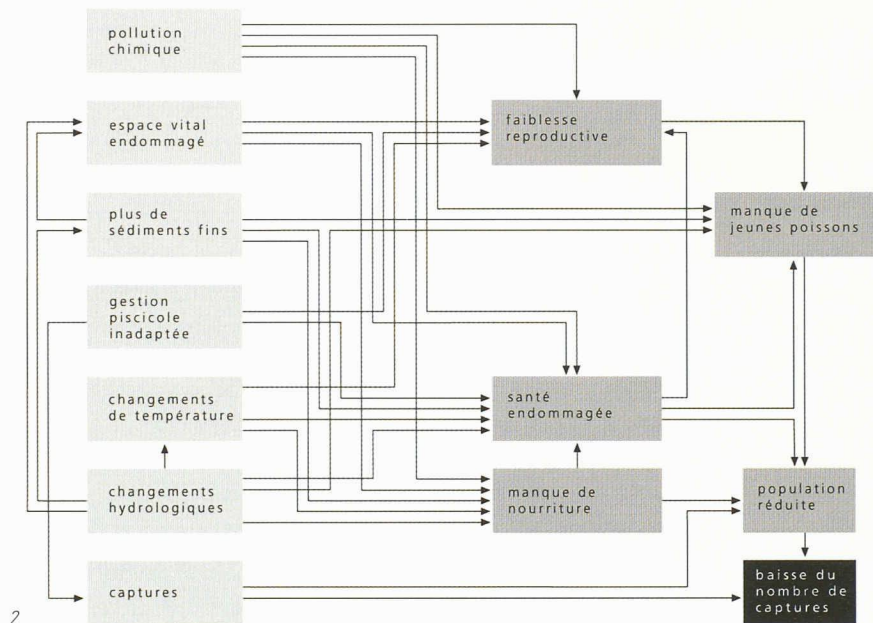 pollution
chimique
espace vital
endommagé
faiblesse
reproductive
plus de
sédiments fins
manque de
jeunes poissons
gestion
piscicole
inadaptée
changements
de température
santé
endommagée
changements
hydrologiques
manque de
nourriture
population
réduite
captures
baisse du
nombre de
captures
2